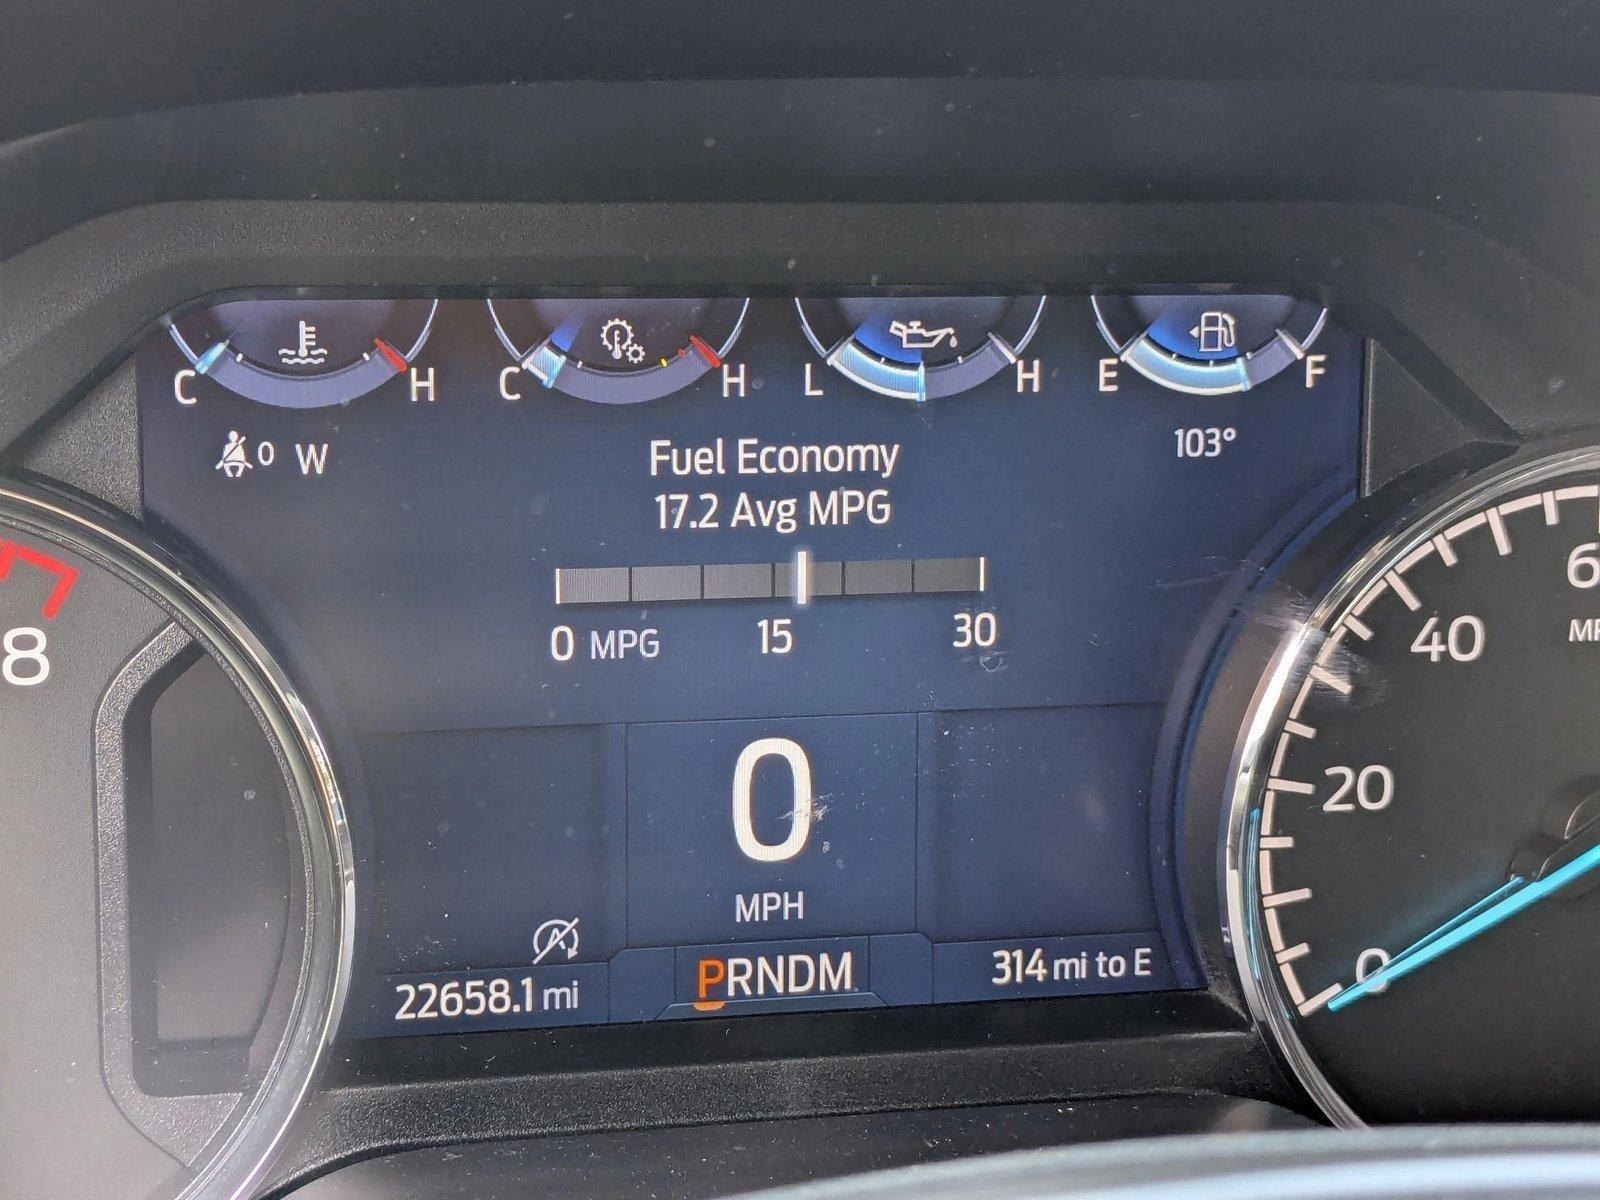 C H C H L H E F
0 W
103°
Fuel Economy
17.2 Avg MPG
0 MPG 15 30
8
40
20
0
0
MPH
22658.1 mi
PRNDM
314 mi to E